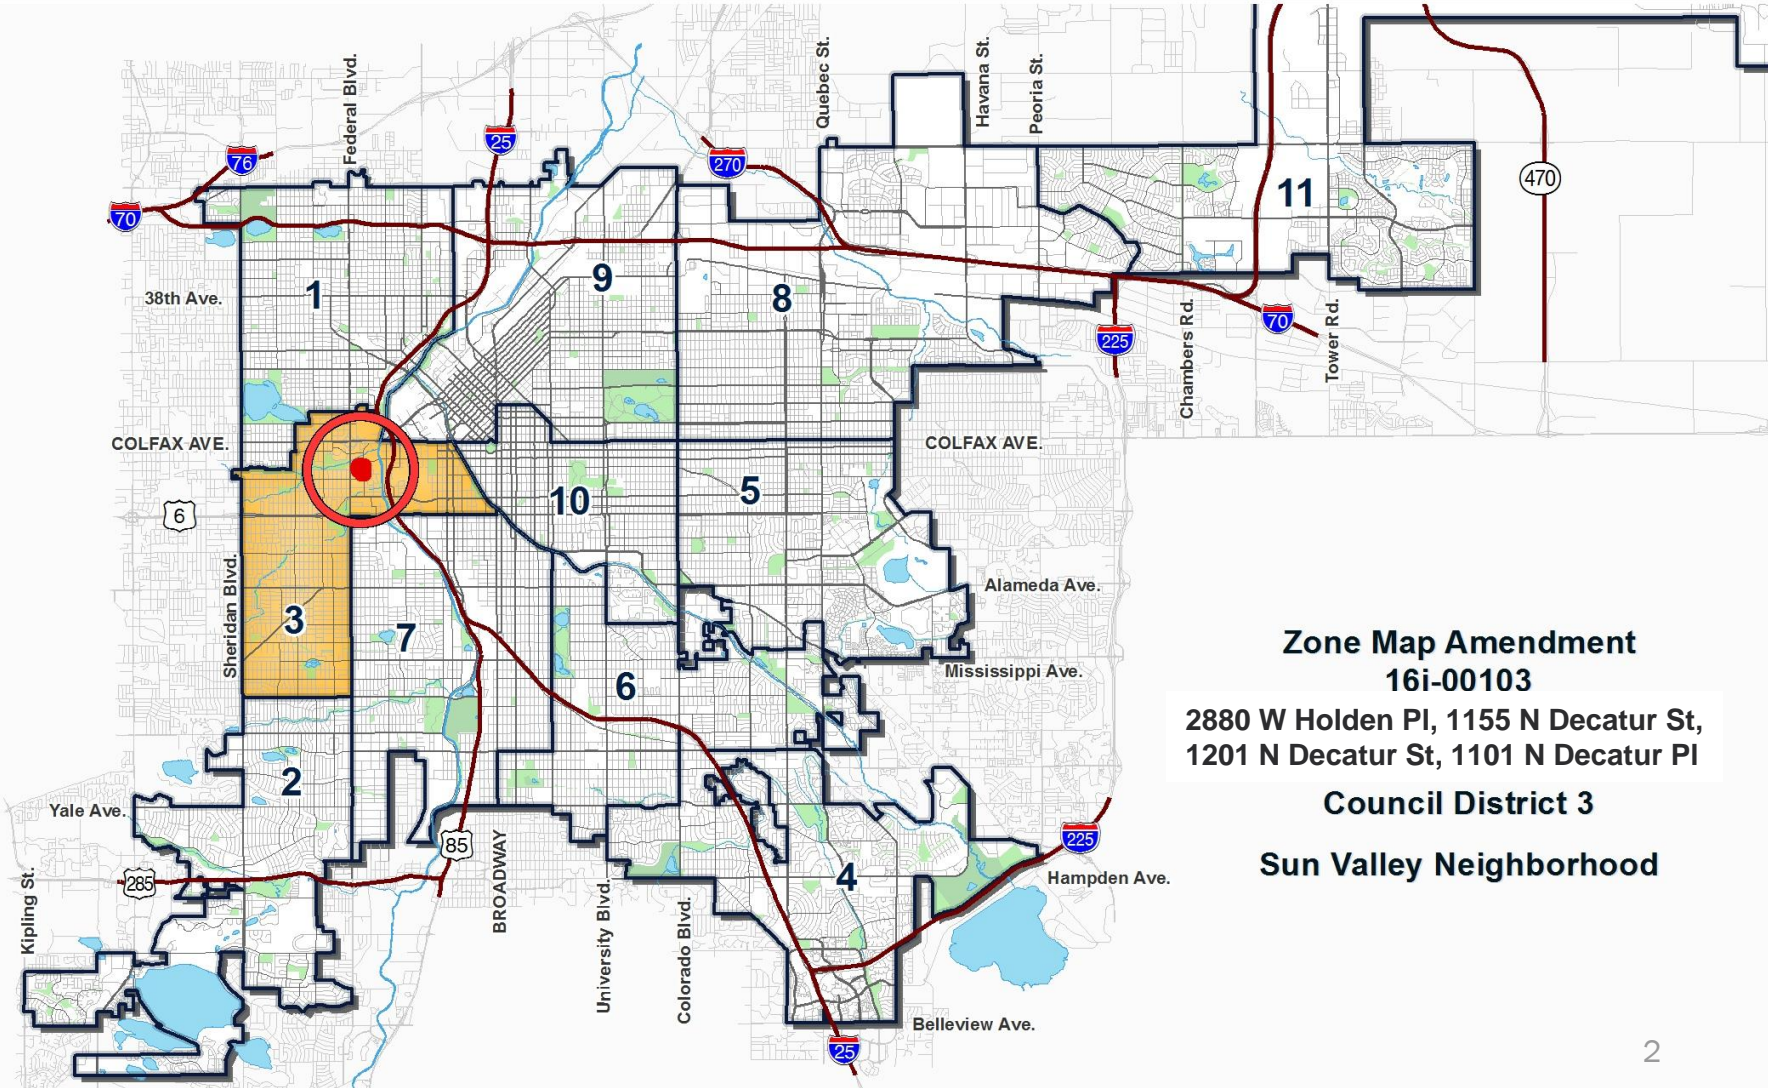 Federal Blvd.
Quebec St.
Havana St.
Peoria St.
25
76
270
470
70
11
9
1
8
38th Ave.
70
225
Chambers Rd.
Tower Rd.
COLFAX AVE.
COLFAX AVE.
5
10
6
Sheridan Blvd.
Alameda Ave.
3
7
Mississippi Ave.
6
Zone Map Amendment
16i-00103
2880 W Holden Pl, 1155 N Decatur St,
1201 N Decatur St, 1101 N Decatur Pl
Council District 3
Sun Valley Neighborhood
2
Yale Ave.
85
225
BROADWAY
285
4
Hampden Ave.
Kipling St.
University Blvd.
Colorado Blvd.
Belleview Ave.
25
2